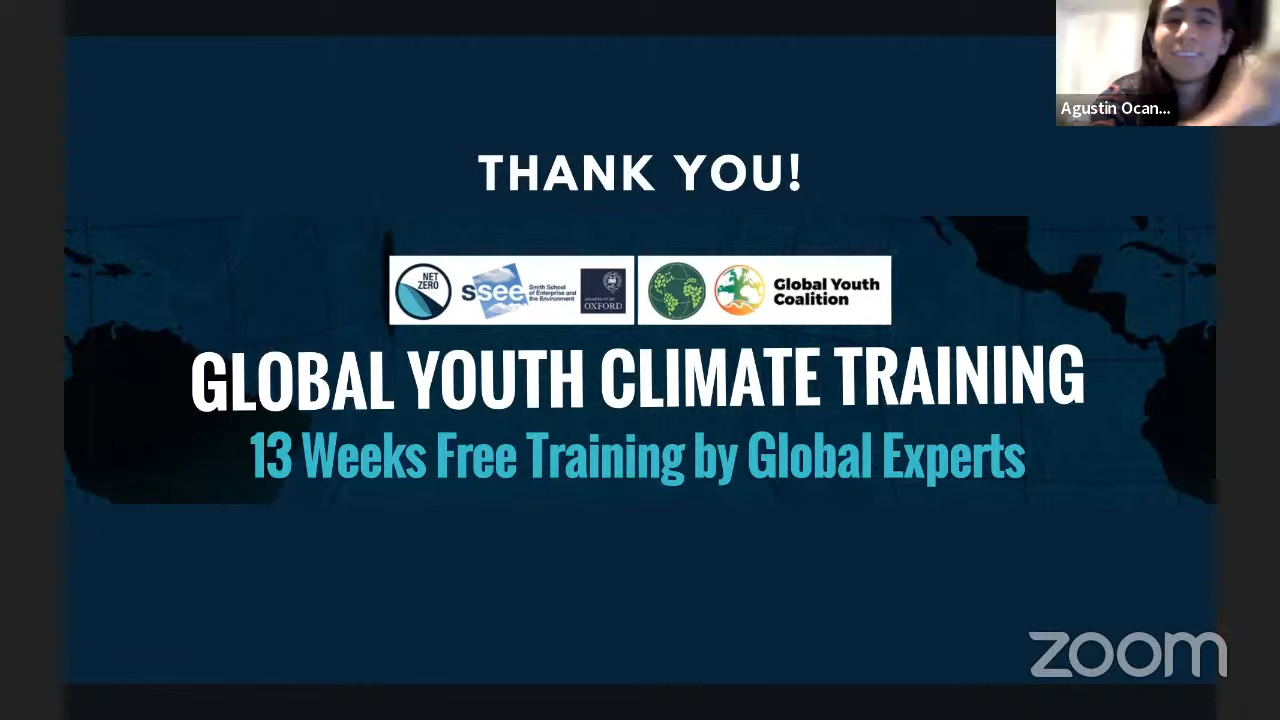 Agustin Ocan...
THANK YOU!
NET
ZERO
ssee
Smith School
of Enterprise and
the Environment
UNIVERSITY OF
OXFORD
Global Youth
Coalition
GLOBAL YOUTH CLIMATE TRAINING
13 Weeks Free Training by Global Experts
zoom